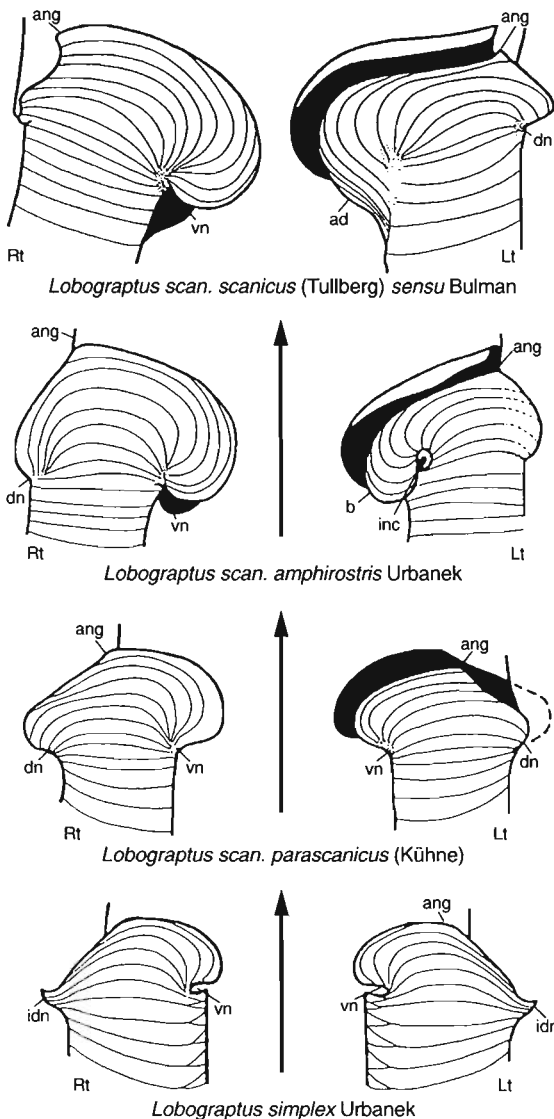 ang
ang
dn
vn
ad
Rt
Lt
Lobograptus scan. scanicus (Tullberg) sensu Bulman
ang
ang
dn
vn
b
inc
Rt
Lt
Lobograptus scan. amphirostris Urbanek
ang
ang
dn
vn
vn
dn
Rt
Lt
Lobograptus scan. parascanicus (Kühne)
ang
idn
vn
vn
idn
Rt
Lt
Lobograptus simplex Urbanek